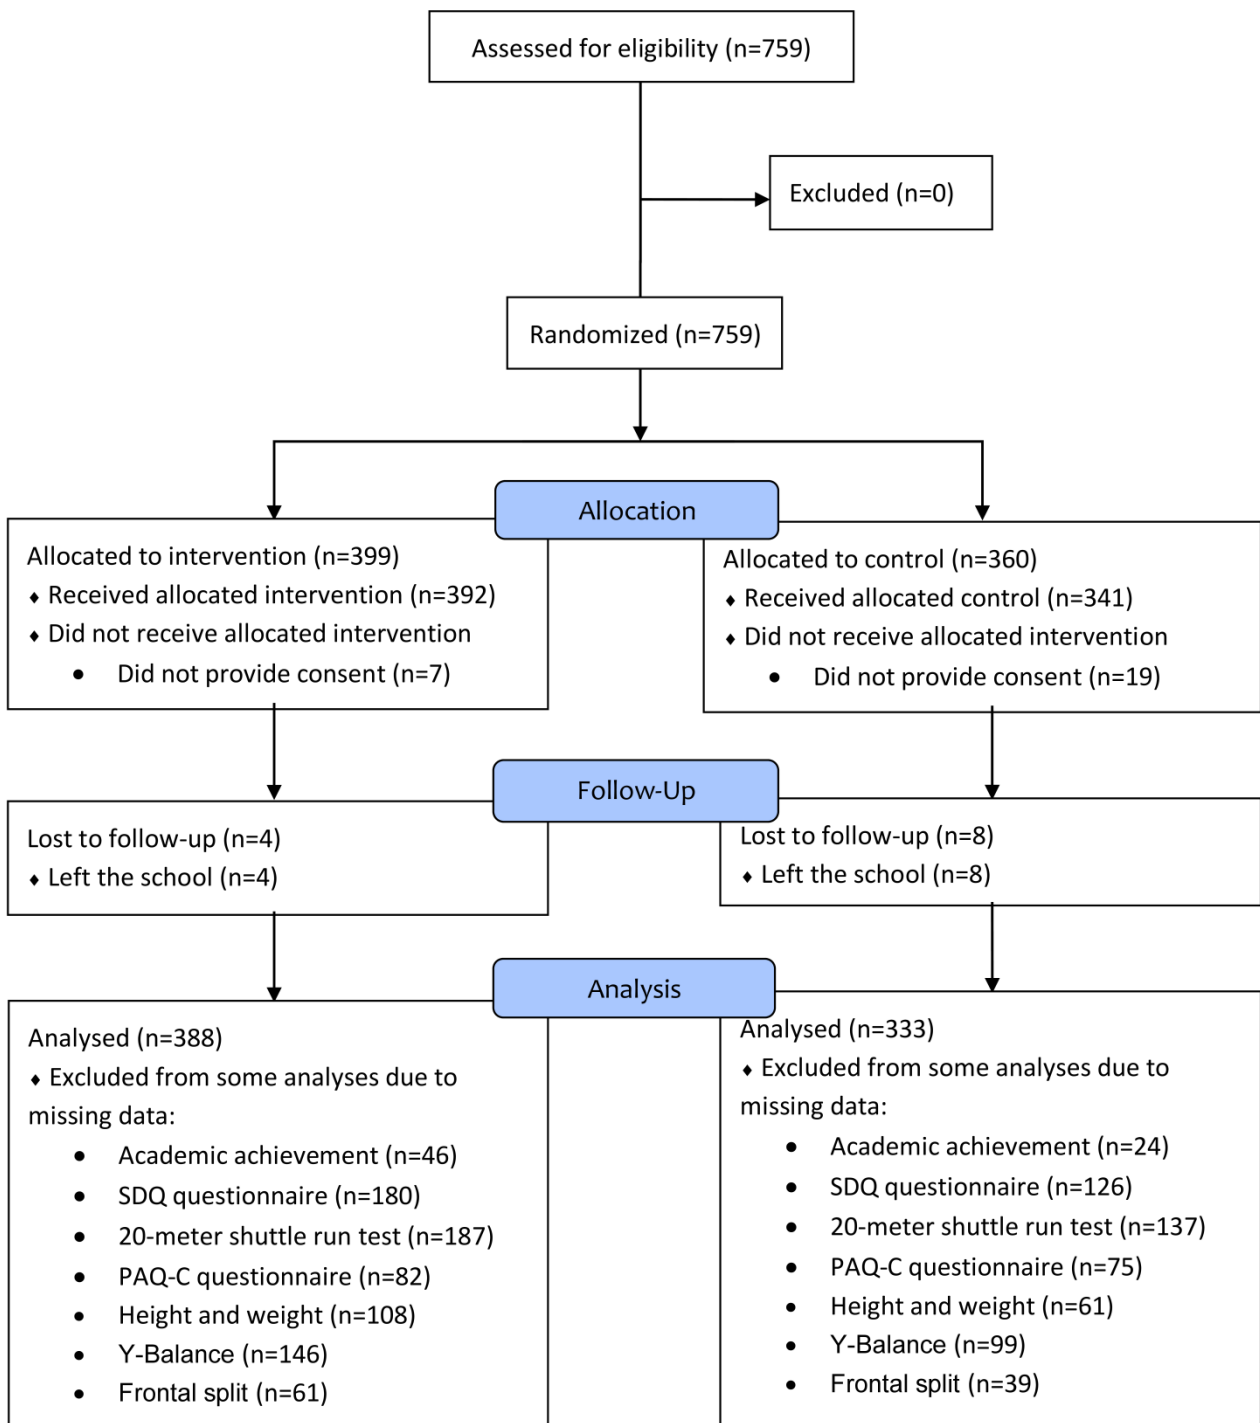 Assessed for eligibility (n=759)
Excluded (n=0)
Randomized (n=759)
Allocation
Allocated to intervention (n=399)
♦ Received allocated intervention (n=392)
♦ Did not receive allocated intervention
• Did not provide consent (n=7)
Allocated to control (n=360)
♦ Received allocated control (n=341)
♦ Did not receive allocated intervention
• Did not provide consent (n=19)
Follow-Up
Lost to follow-up (n=4)
♦ Left the school (n=4)
Lost to follow-up (n=8)
♦ Left the school (n=8)
Analysis
Analysed (n=388)
♦ Excluded from some analyses due to
missing data:
• Academic achievement (n=46)
• SDQ questionnaire (n=180)
• 20-meter shuttle run test (n=187)
• PAQ-C questionnaire (n=82)
• Height and weight (n=108)
• Y-Balance (n=146)
• Frontal split (n=61)
Analysed (n=333)
♦ Excluded from some analyses due to
missing data:
• Academic achievement (n=24)
• SDQ questionnaire (n=126)
• 20-meter shuttle run test (n=137)
• PAQ-C questionnaire (n=75)
• Height and weight (n=61)
• Y-Balance (n=99)
• Frontal split (n=39)